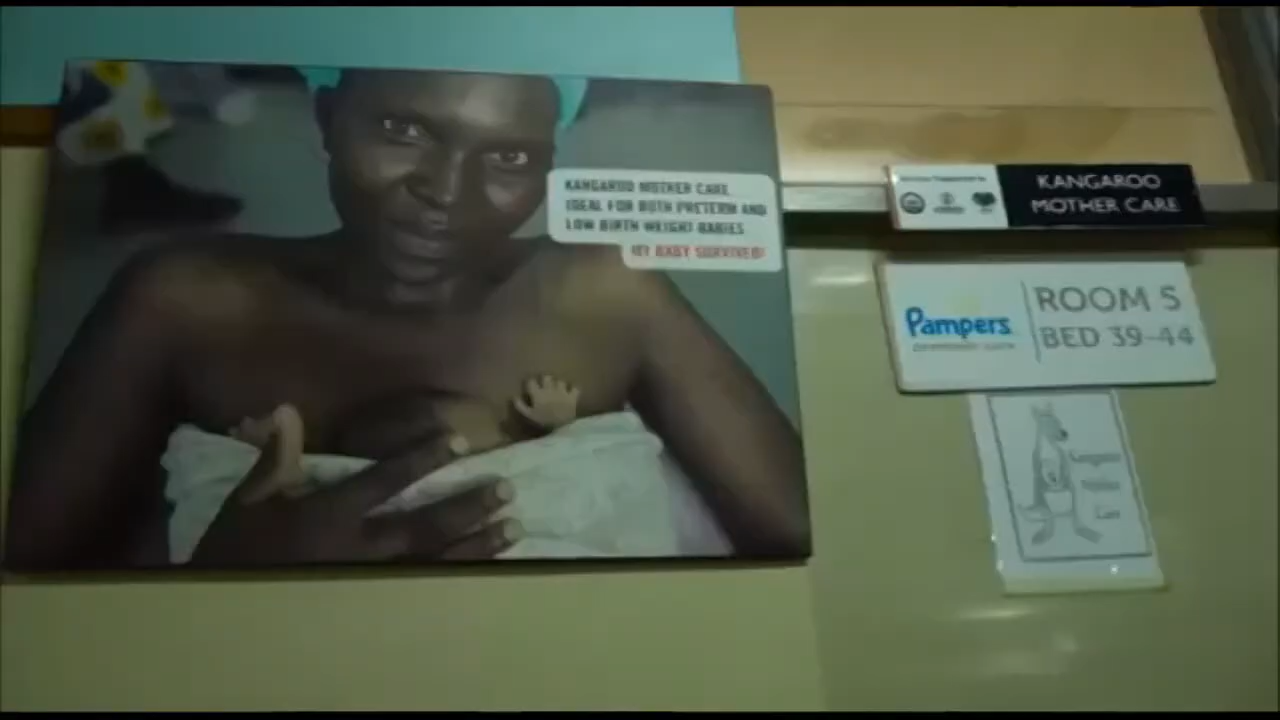 KANGAROO MOTHER CARE
IDEAL FOR BOTH PRETERM AND
LOW BIRTH WEIGHT BABIES
MY BABY SURVIVED!
KANGAROO
MOTHER CARE
Pampers
ROOM 5
BED 39-44